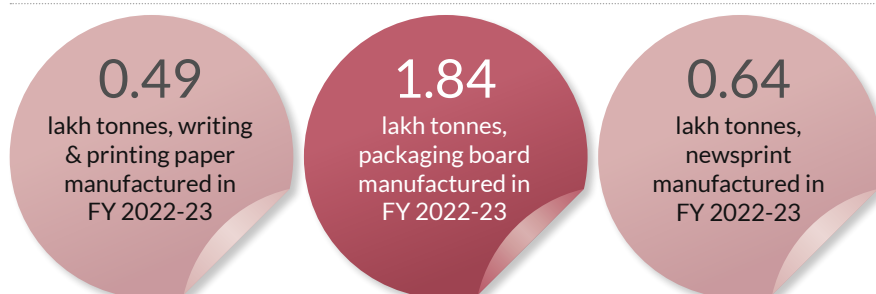 0.49
lakh tonnes, writing
& printing paper
manufactured in
FY 2022-23
1.84
lakh tonnes,
packaging board
manufactured in
FY 2022-23
0.64
lakh tonnes,
newsprint
manufactured in
FY 2022-23